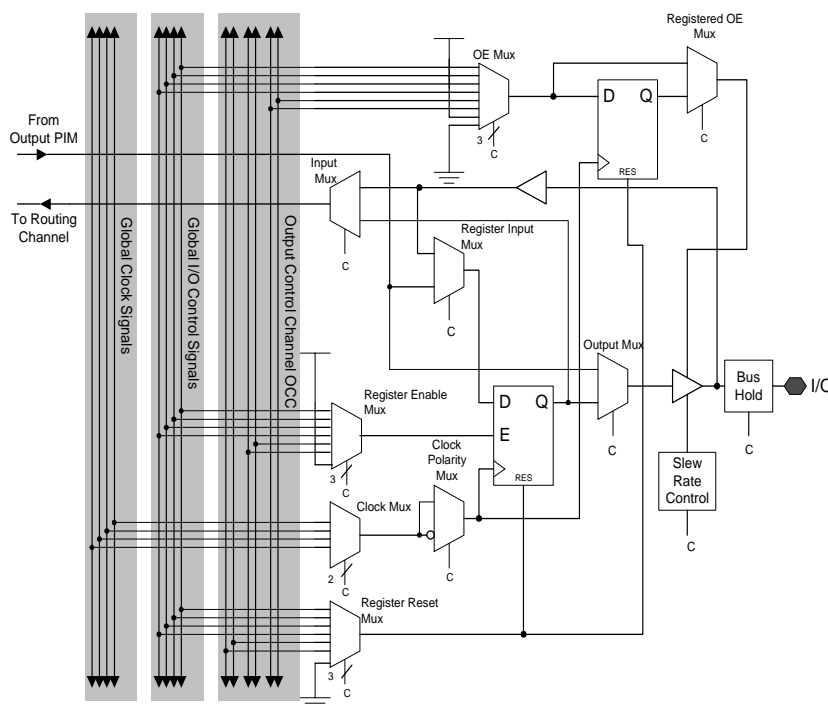 Registered OE
Mux
OE Mux
D
Q
RES
3
C
C
From
Output PIM
Input
Mux
To Routing
Channel
C
Register Input
Mux
C
Global Clock Signals
Global I/O Control Signals
Output Control Channel OCC
Output Mux
C
Bus
Hold
I/O
C
Register Enable
Mux
3
C
D
Q
E
RES
Clock
Polarity
Mux
C
Slew
Rate
Control
C
Clock Mux
2
C
Register Reset
Mux
3
C